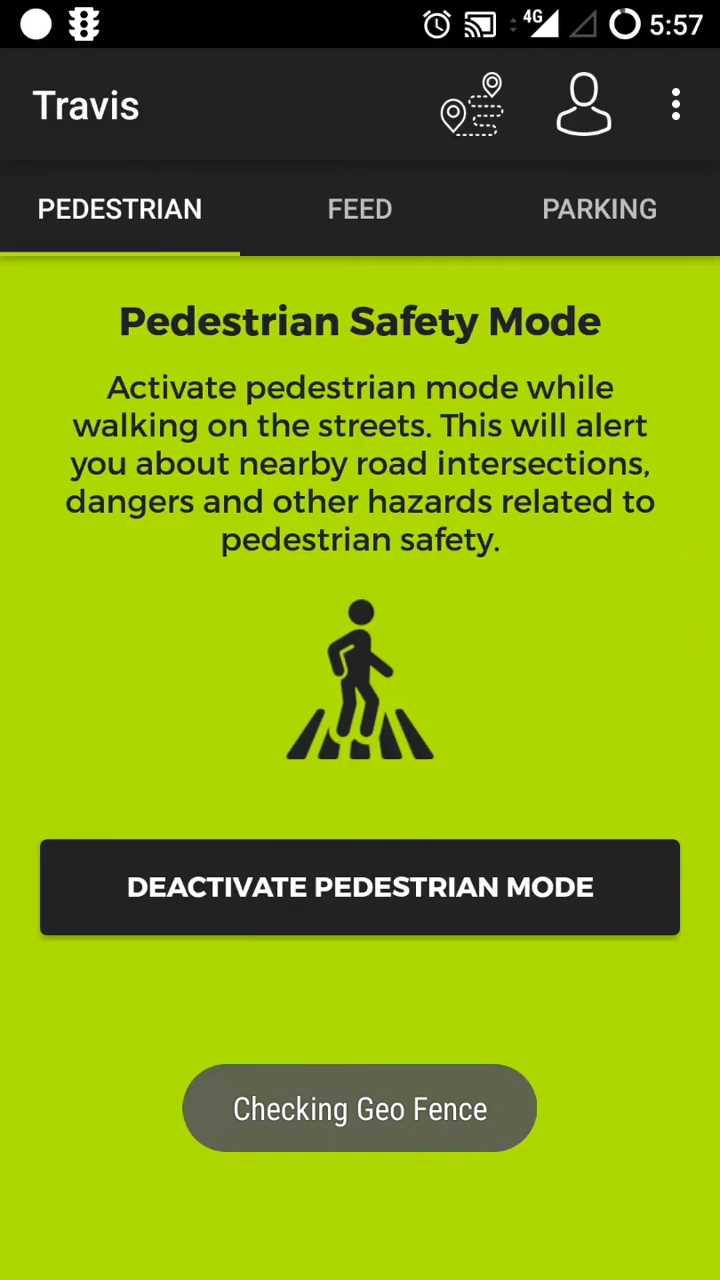 4G 5:57
Travis
PEDESTRIAN FEED PARKING
Pedestrian Safety Mode
Activate pedestrian mode while
walking on the streets. This will alert
you about nearby road intersections,
dangers and other hazards related to
pedestrian safety.
DEACTIVATE PEDESTRIAN MODE
Checking Geo Fence